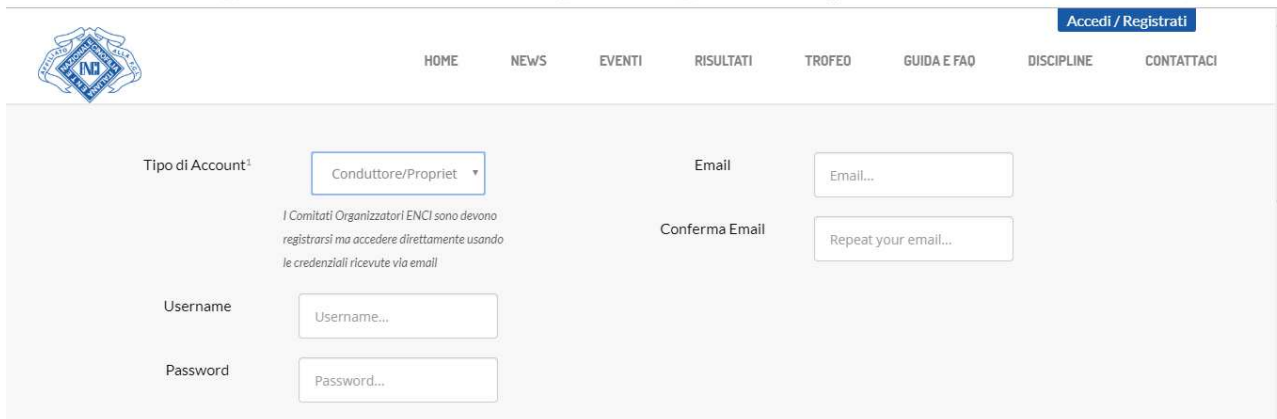 Accedi / Registrati
HOME NEWS EVENTI RISULTATI TROFEO GUIDA E FAQ DISCIPLINE CONTATTACI
ENCI
Tipo di Account¹
Conduttore/Propriet
I Comitati Organizzatori ENCI sono devono
registrarsi ma accedere direttamente usando
le credenziali ricevute via email
Username
Username...
Password
Password...
Email
Email...
Conferma Email
Repeat your email...